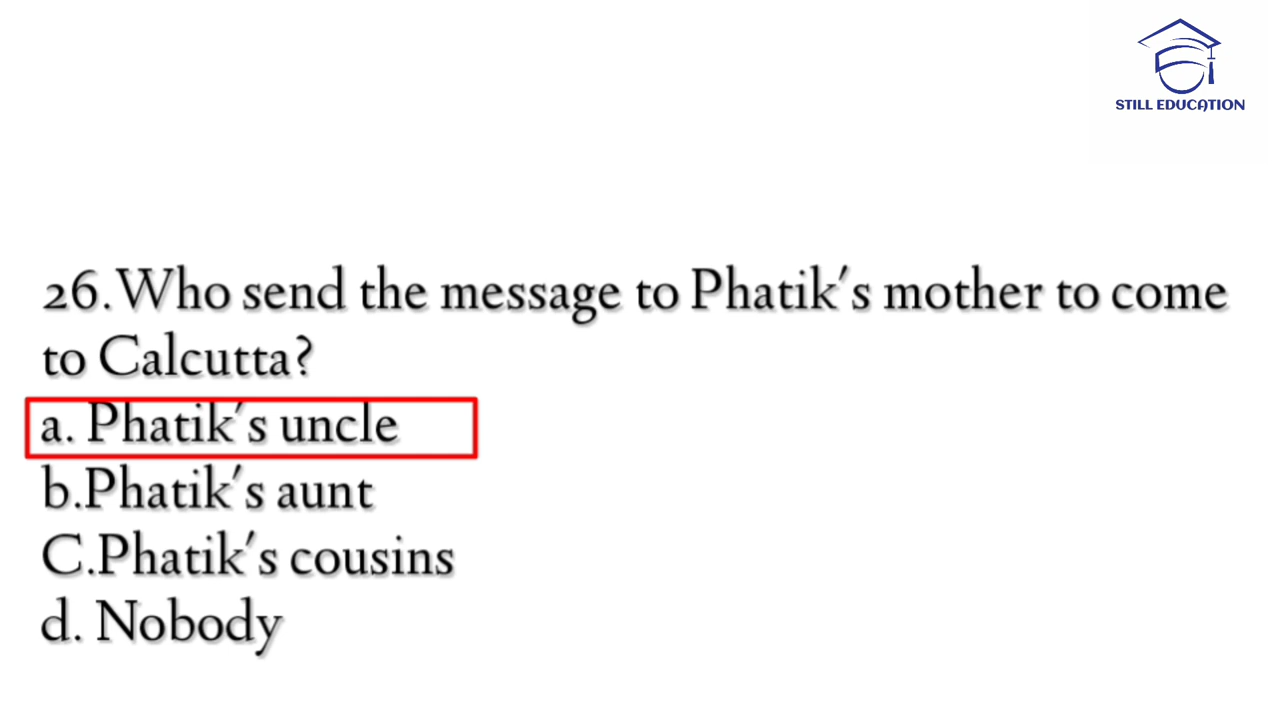 STILL EDUCATION
26.Who send the message to Phatik's mother to come
to Calcutta?
a. Phatik's uncle
b.Phatik's aunt
C.Phatik's cousins
d. Nobody